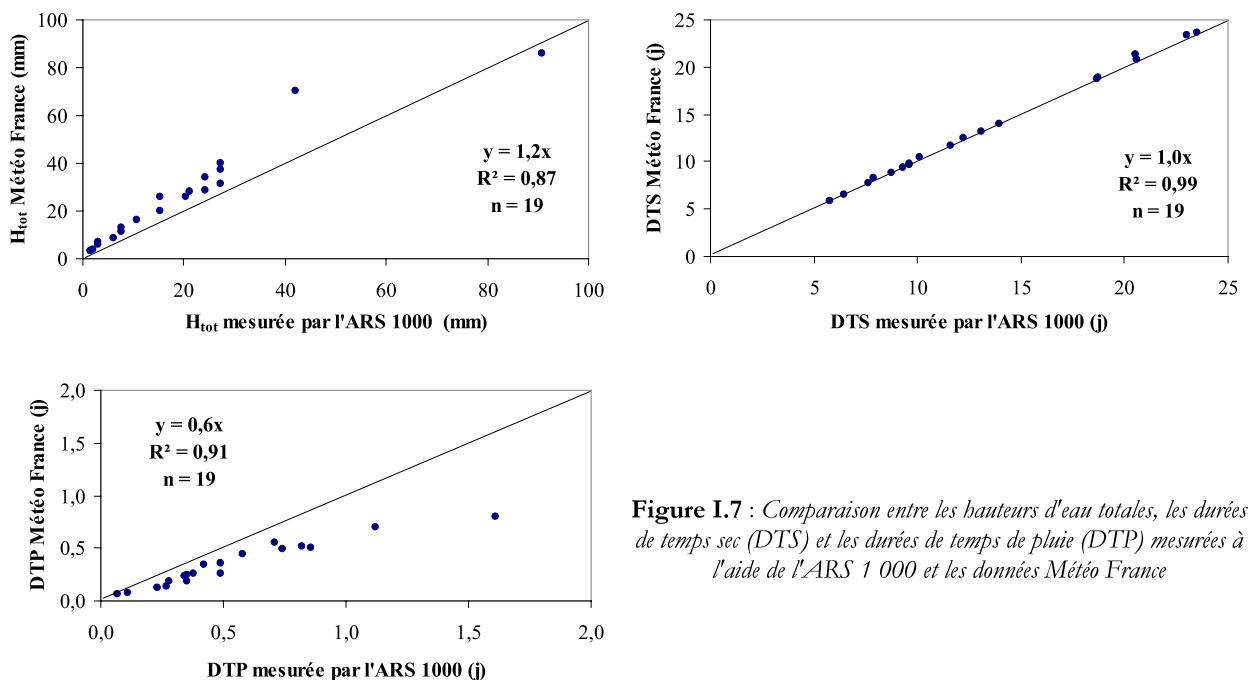 H_tot Météo France (mm)
100
80
60
40
20
0
y = 1,2x
R² = 0,87
n = 19
0 20 40 60 80 100
H_tot mesurée par l'ARS 1000 (mm)
DTS Météo France (j)
25
20
15
10
5
0
y = 1,0x
R² = 0,99
n = 19
0 5 10 15 20 25
DTS mesurée par l'ARS 1000 (j)
DTP Météo France (j)
2,0
1,5
1,0
0,5
0,0
y = 0,6x
R² = 0,91
n = 19
0,0 0,5 1,0 1,5 2,0
DTP mesurée par l'ARS 1000 (j)
Figure I.7 : Comparaison entre les hauteurs d'eau totales, les durées
de temps sec (DTS) et les durées de temps de pluie (DTP) mesurées à
l'aide de l'ARS 1 000 et les données Météo France